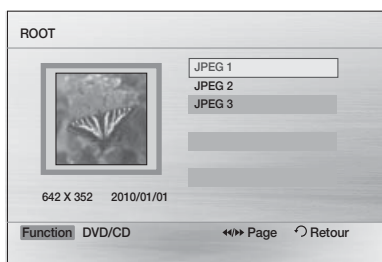 ROOT
JPEG 1
JPEG 2
JPEG 3
642 X 352 2010/01/01
Function DVD/CD ◄◄/►► Page ↶ Retour